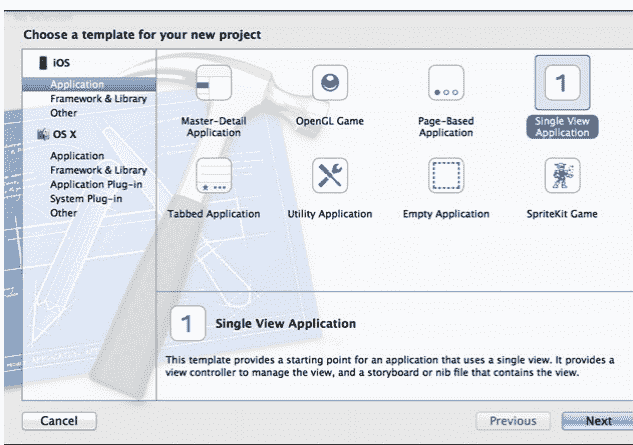 Choose a template for your new project
iOS
Application
Framework & Library
Other
OS X
Application
Framework & Library
Application Plug-in
System Plug-in
Other
Master-Detail
Application
OpenGL Game
Page-Based
Application
1
Single View
Application
Tabbed Application
Utility Application
Empty Application
SpriteKit Game
1
Single View Application
This template provides a starting point for an application that uses a single view. It provides a
view controller to manage the view, and a storyboard or nib file that contains the view.
Cancel
Previous
Next